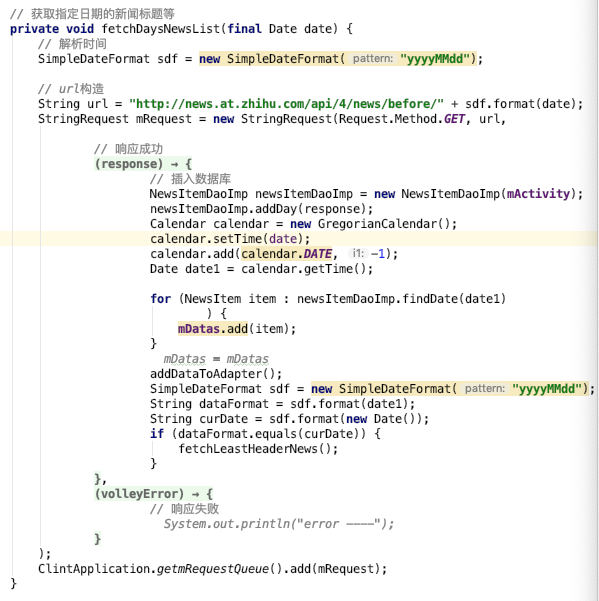 // 获取指定日期的新闻标题等
private void fetchDaysNewsList(final Date date) {
// 解析时间
SimpleDateFormat sdf = new SimpleDateFormat( pattern: "yyyyMMdd");
// url构造
String url = "http://news.at.zhihu.com/api/4/news/before/" + sdf.format(date);
StringRequest mRequest = new StringRequest(Request.Method.GET, url,
// 响应成功
(response) → {
// 插入数据库
NewsItemDaoImp newsItemDaoImp = new NewsItemDaoImp(mActivity);
newsItemDaoImp.addDay(response);
Calendar calendar = new GregorianCalendar();
calendar.setTime(date);
calendar.add(calendar.DATE, i1: -1);
Date date1 = calendar.getTime();
for (NewsItem item : newsItemDaoImp.findDate(date1)
) {
mDatas.add(item);
}
mDatas = mDatas
addDataToAdapter();
SimpleDateFormat sdf = new SimpleDateFormat( pattern: "yyyyMMdd");
String dataFormat = sdf.format(date1);
String curDate = sdf.format(new Date());
if (dataFormat.equals(curDate)) {
fetchLeastHeaderNews();
}
},
(volleyError) → {
// 响应失败
System.out.println("error ----");
}
);
ClintApplication.getmRequestQueue().add(mRequest);
}